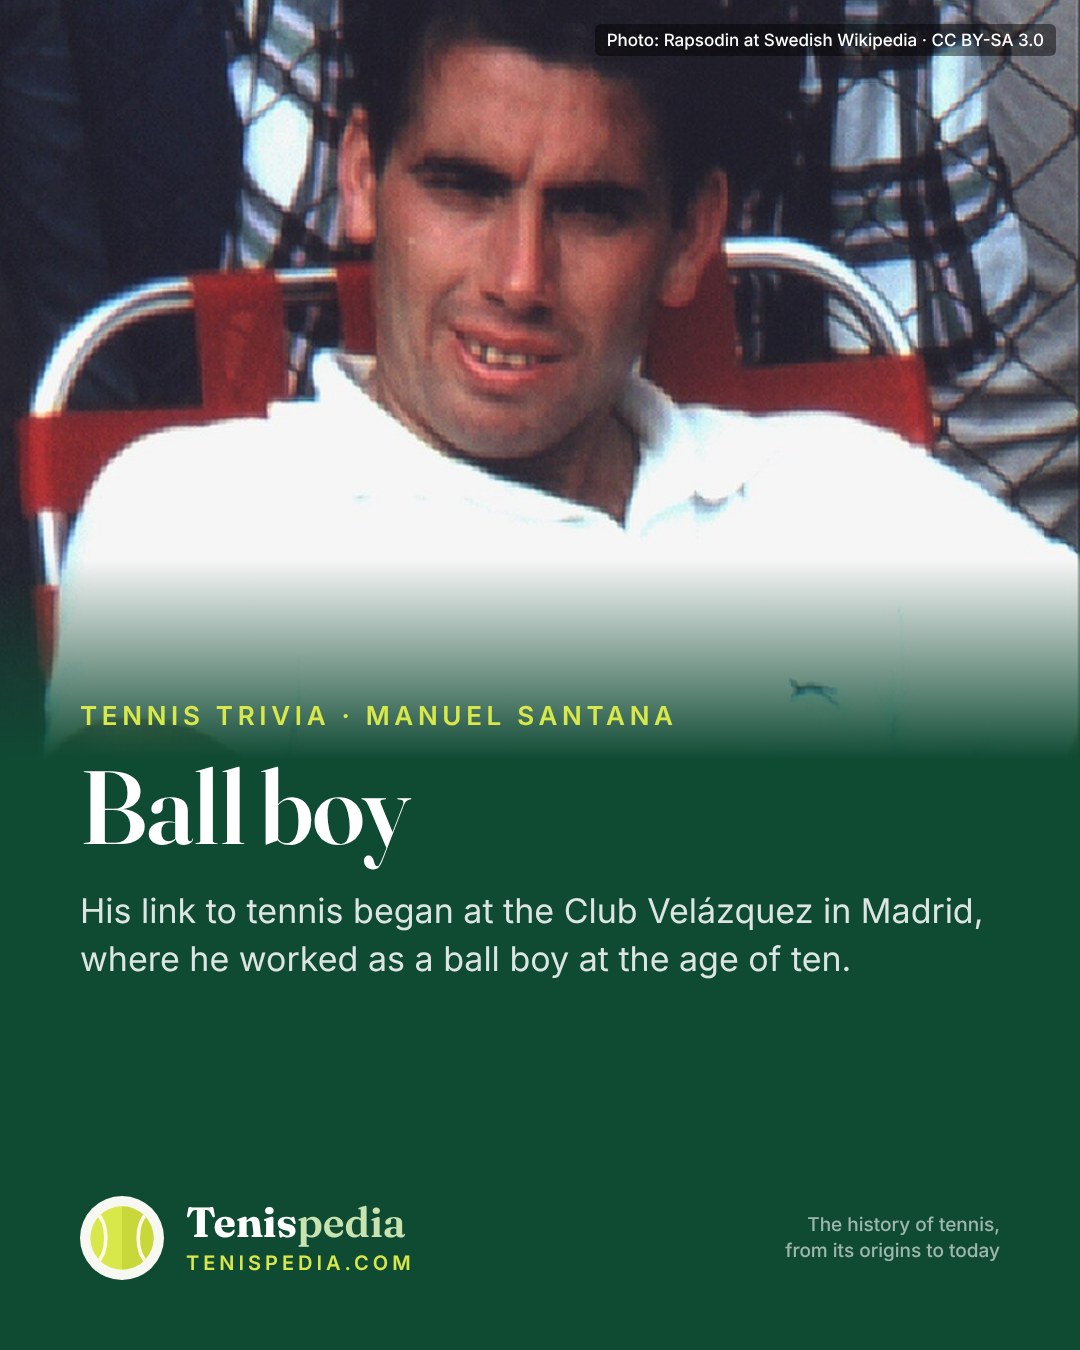 Photo: Rapsodin at Swedish Wikipedia · CC BY-SA 3.0
TENNIS TRIVIA · MANUEL SANTANA
Ball boy
His link to tennis began at the Club Velázquez in Madrid,
where he worked as a ball boy at the age of ten.
Tenispedia
TENISPEDIA.COM
The history of tennis,
from its origins to today